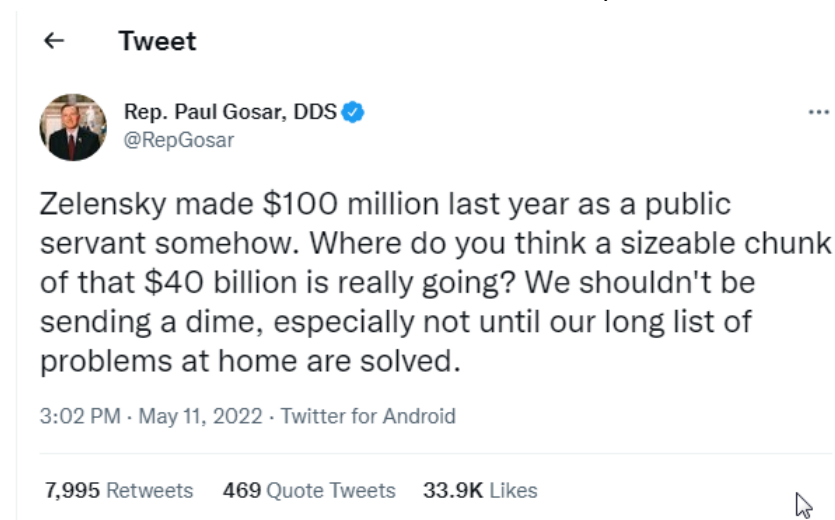 ← Tweet
Rep. Paul Gosar, DDS
@RepGosar
Zelensky made $100 million last year as a public
servant somehow. Where do you think a sizeable chunk
of that $40 billion is really going? We shouldn't be
sending a dime, especially not until our long list of
problems at home are solved.
3:02 PM · May 11, 2022 · Twitter for Android
7,995 Retweets 469 Quote Tweets 33.9K Likes